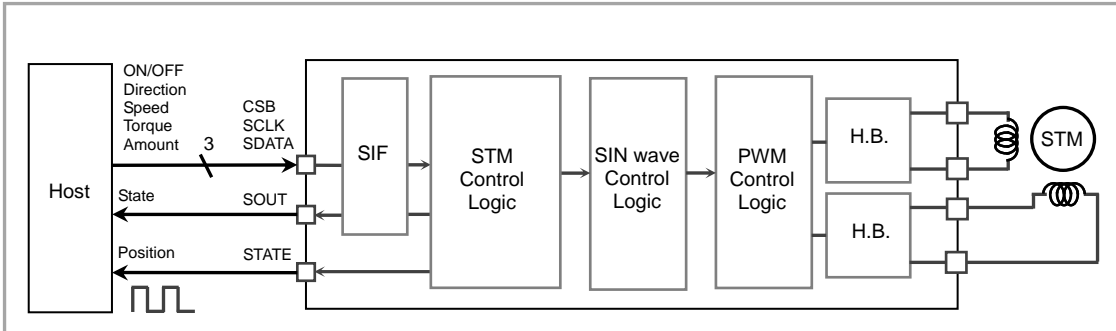 Host
ON/OFF
Direction
Speed
Torque
Amount
3
CSB
SCLK
SDATA
State
SOUT
Position
STATE
SIF
STM
Control
Logic
SIN wave
Control
Logic
PWM
Control
Logic
H.B.
H.B.
STM